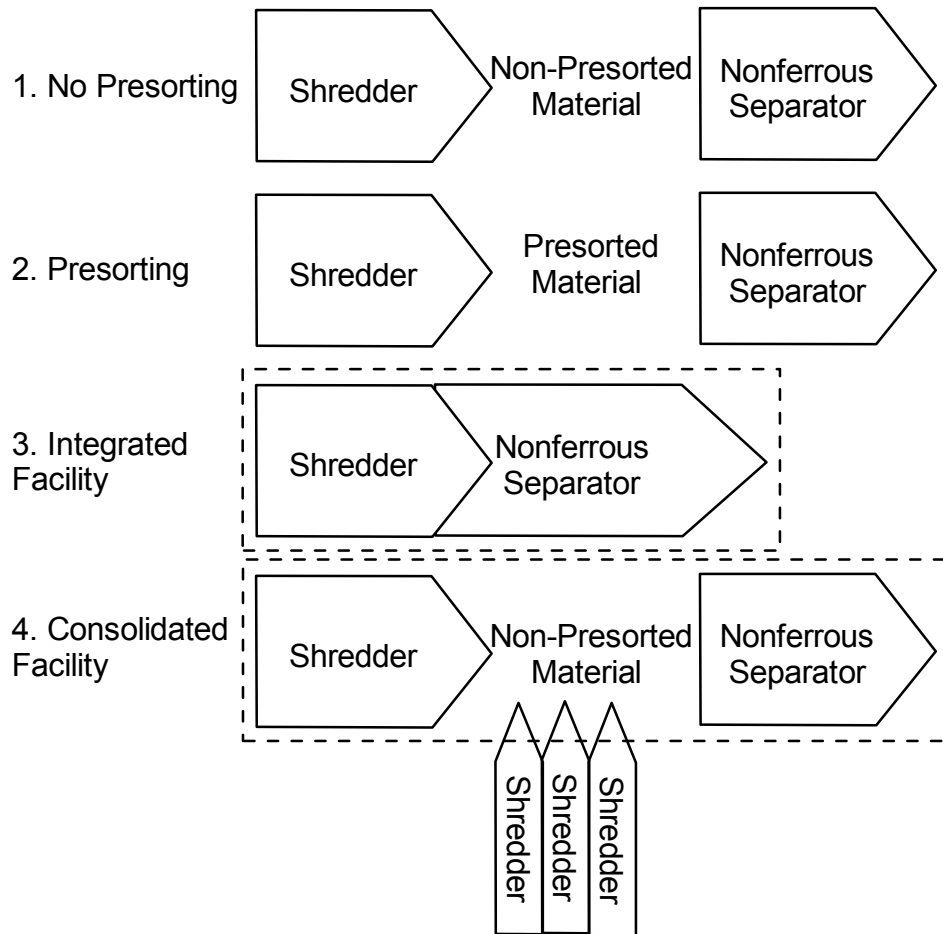 1. No Presorting
Shredder
Non-Presorted
Material
Nonferrous
Separator
2. Presorting
Shredder
Presorted
Material
Nonferrous
Separator
3. Integrated
Facility
Shredder
Nonferrous
Separator
4. Consolidated
Facility
Shredder
Non-Presorted
Material
Nonferrous
Separator
Shredder
Shredder
Shredder